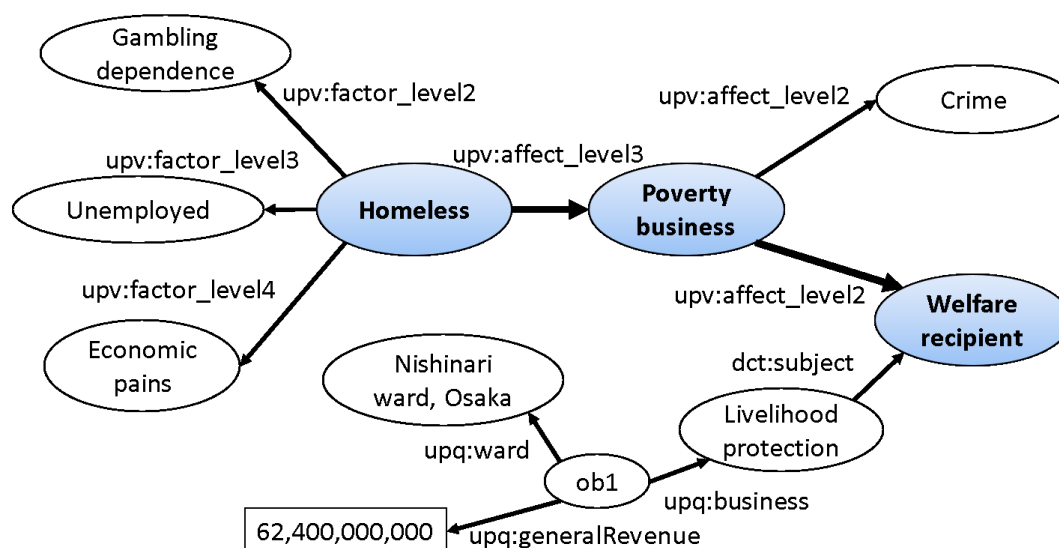 Gambling
dependence
upv:factor_level2
upv:affect_level2
Crime
upv:factor_level3
upv:affect_level3
Unemployed
Homeless
Poverty
business
upv:factor_level4
upv:affect_level2
Welfare
recipient
Economic
pains
Nishinari
ward, Osaka
dct:subject
Livelihood
protection
upq:ward
ob1
upq:business
62,400,000,000
upq:generalRevenue